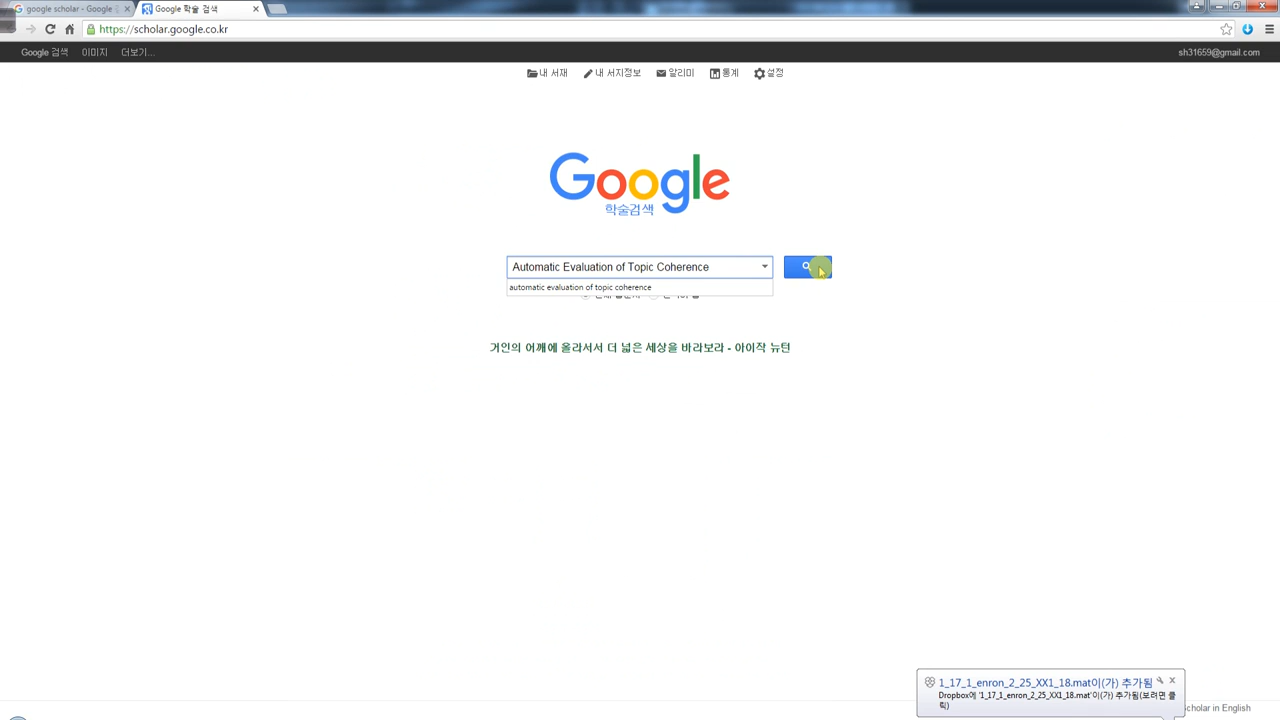 google scholar - Google
Google 학술 검색
https://scholar.google.co.kr
Google 검색 이미지 더보기...
sh31659@gmail.com
내 서재 내 서지정보 알리미 통계 설정
Google
학술검색
Automatic Evaluation of Topic Coherence
automatic evaluation of topic coherence
거인의 어깨에 올라서서 더 넓은 세상을 바라보라 - 아이작 뉴턴
1_17_1_enron_2_25_XX1_18.mat이(가) 추가됨
Dropbox에 '1_17_1_enron_2_25_XX1_18.mat'이(가) 추가됨(보려면 클
릭)
Scholar in English